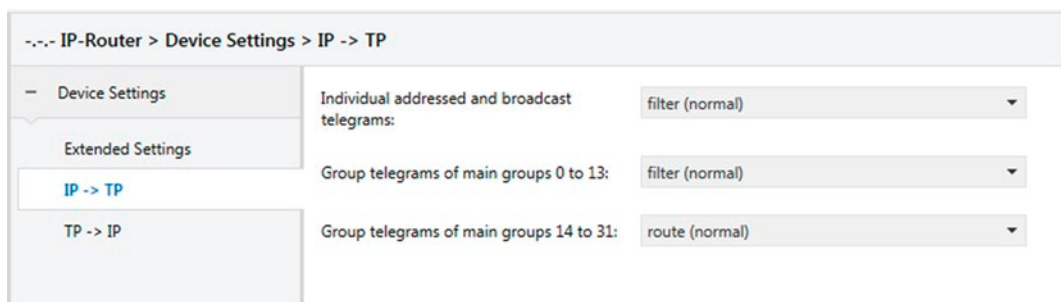 -.-.- IP-Router > Device Settings > IP -> TP
− Device Settings
Extended Settings
IP -> TP
TP -> IP
Individual addressed and broadcast
telegrams:
filter (normal)
Group telegrams of main groups 0 to 13:
filter (normal)
Group telegrams of main groups 14 to 31:
route (normal)